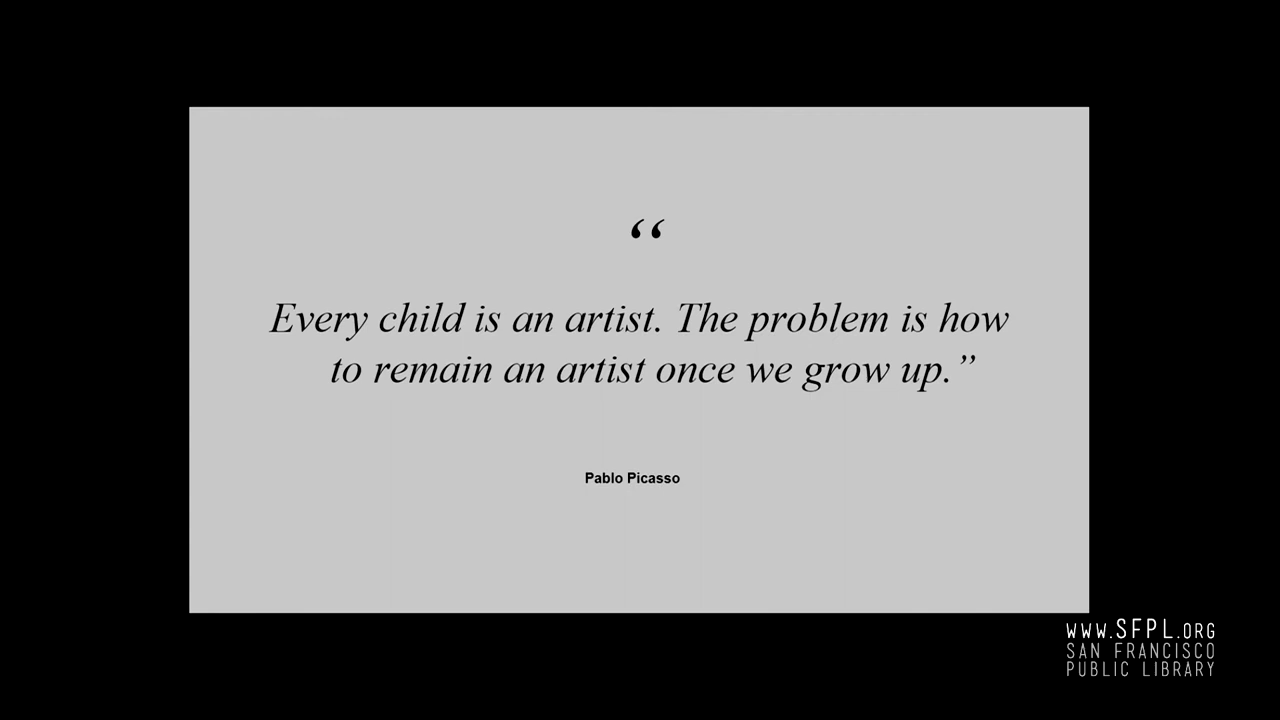 “
Every child is an artist. The problem is how
to remain an artist once we grow up.”
Pablo Picasso
WWW.SFPL.ORG
SAN FRANCISCO
PUBLIC LIBRARY